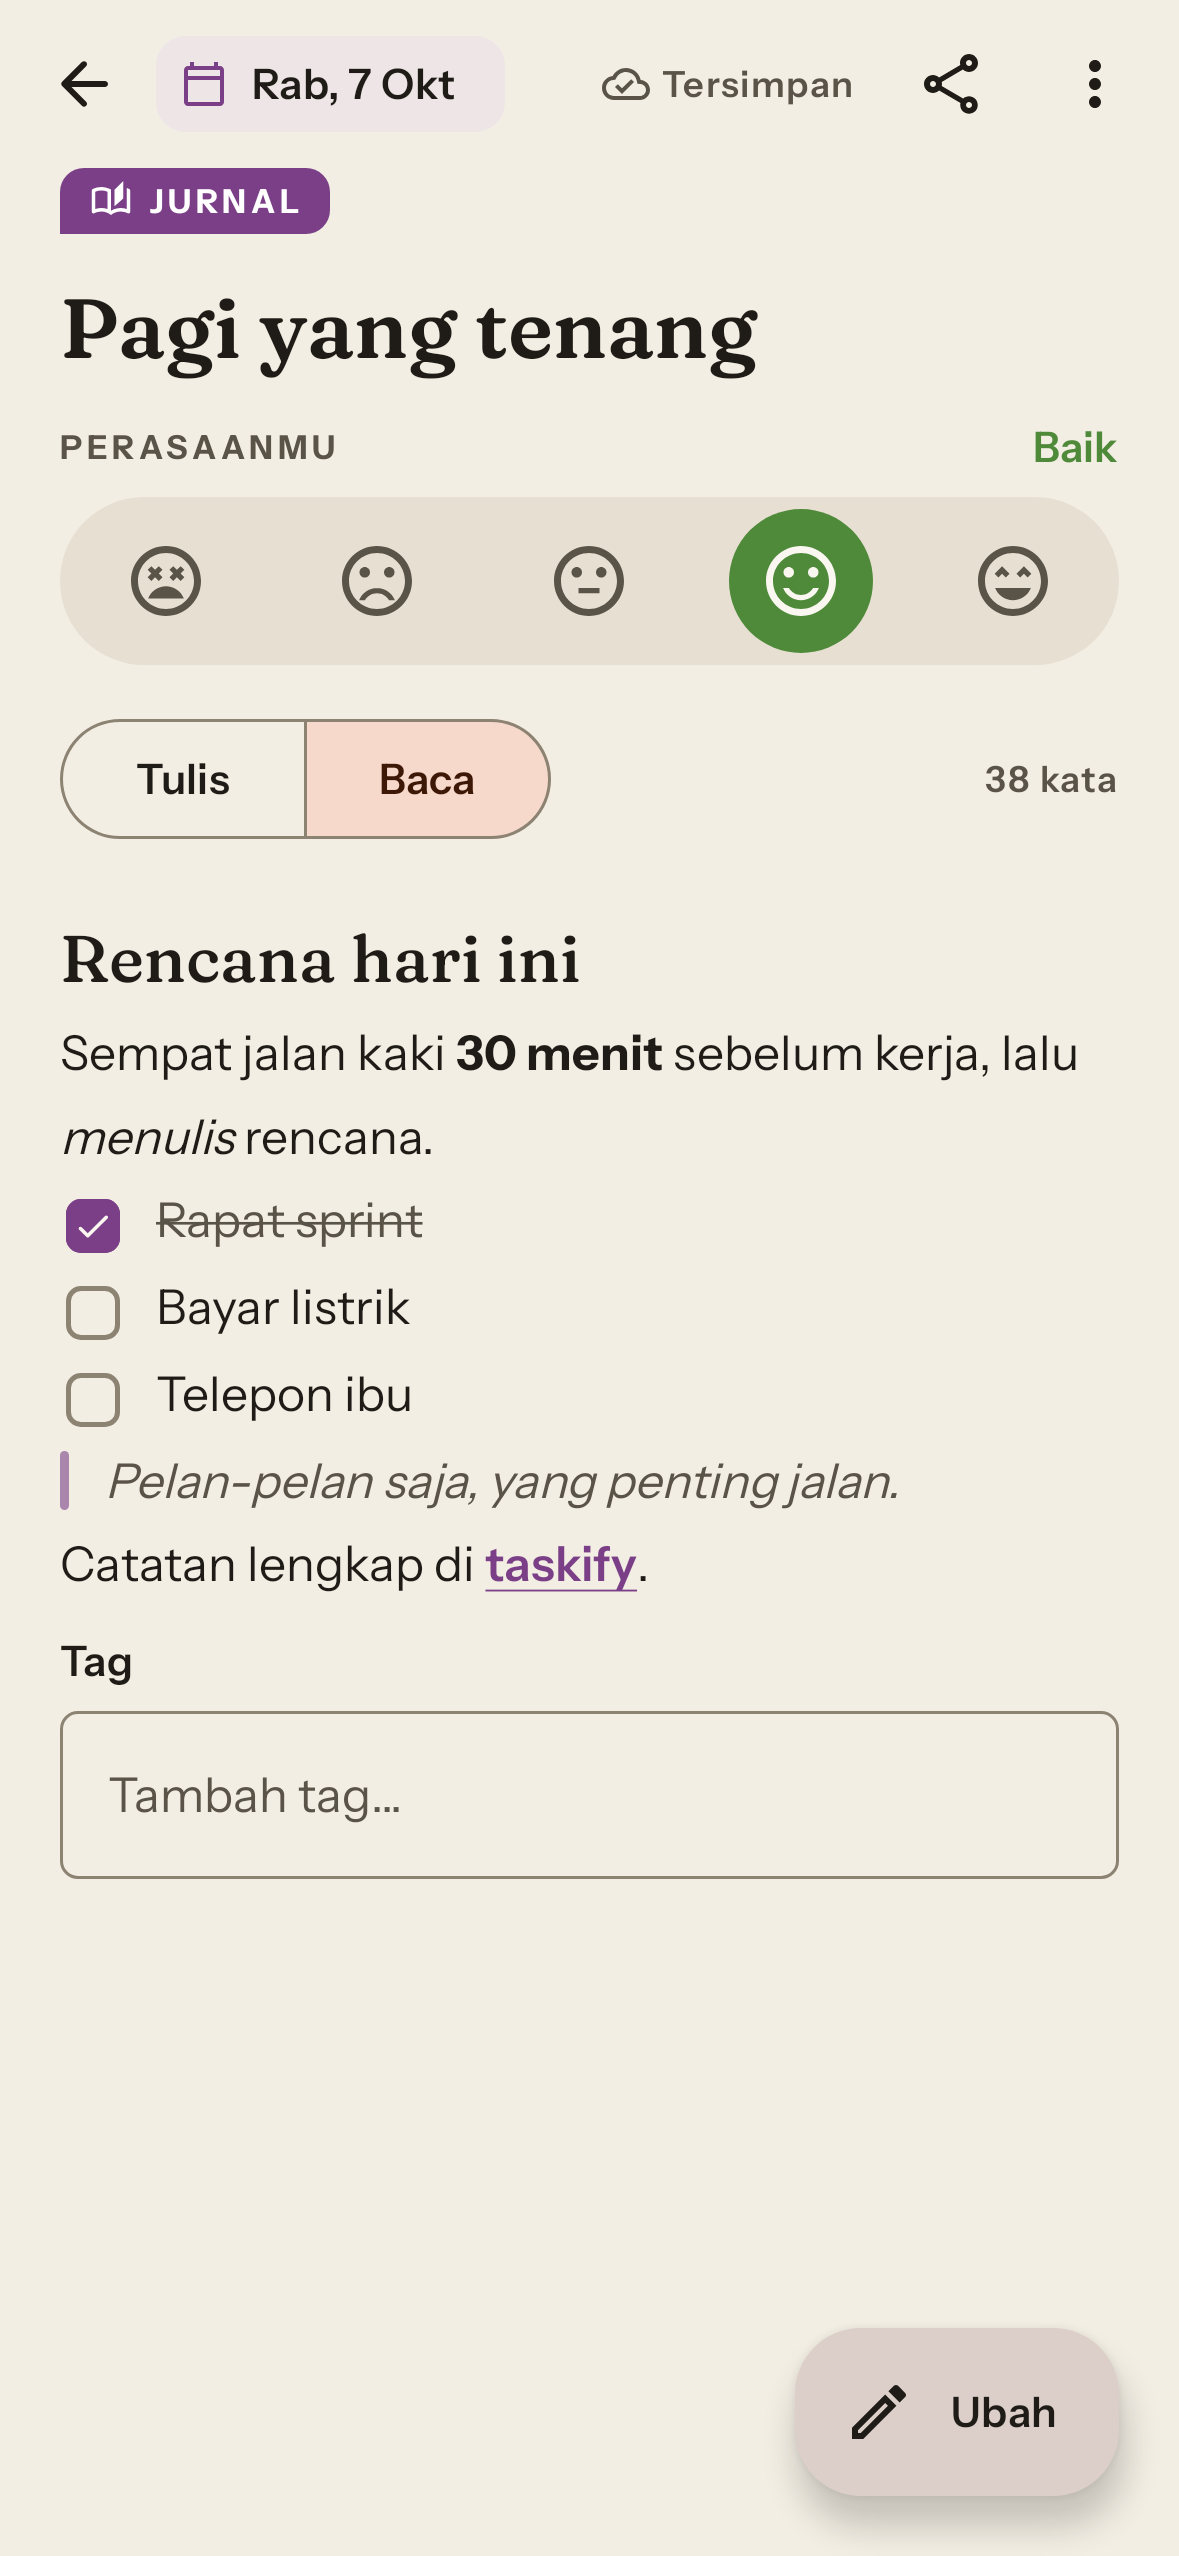 Rab, 7 Okt
Tersimpan
JURNAL
Pagi yang tenang
PERASAANMU
Baik
Tulis
Baca
38 kata
Rencana hari ini
Sempat jalan kaki 30 menit sebelum kerja, lalu
menulis rencana.
Rapat sprint
Bayar listrik
Telepon ibu
Pelan-pelan saja, yang penting jalan.
Catatan lengkap di taskify.
Tag
Tambah tag...
Ubah